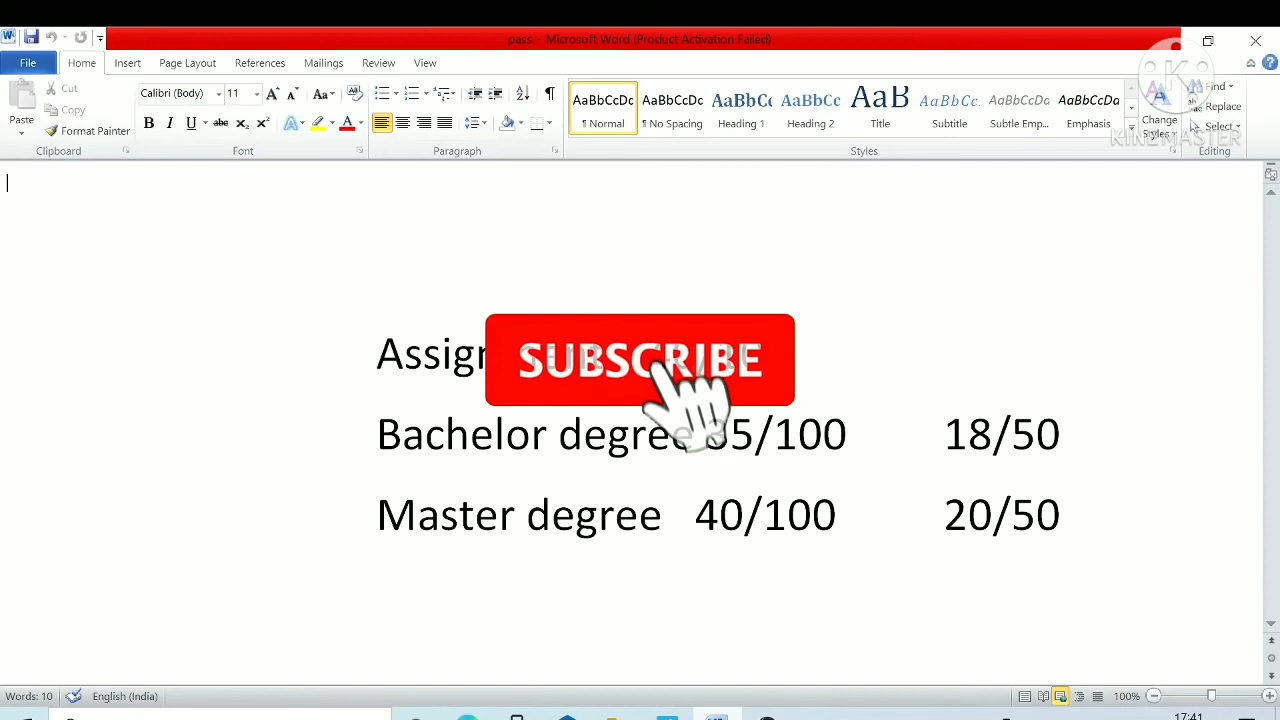 pass - Microsoft Word (Product Activation Failed)
File Home Insert Page Layout References Mailings Review View
Cut
Copy
Format Painter
Paste
Clipboard
Calibri (Body) 11
Font
Paragraph
AaBbCcDc AaBbCcDc AaBbC AaBbCc AaB AaBbCc. AaBbCcDa AaBbCcDa
¶ Normal ¶ No Spacing Heading 1 Heading 2 Title Subtitle Subtle Emp... Emphasis
Styles
Change Styles
Find
Replace
Select
Editing
KINEMASTER
SUBSCRIBE
Bachelor degree 35/100 18/50
Master degree 40/100 20/50
Words: 10 English (India) 100%
17:41